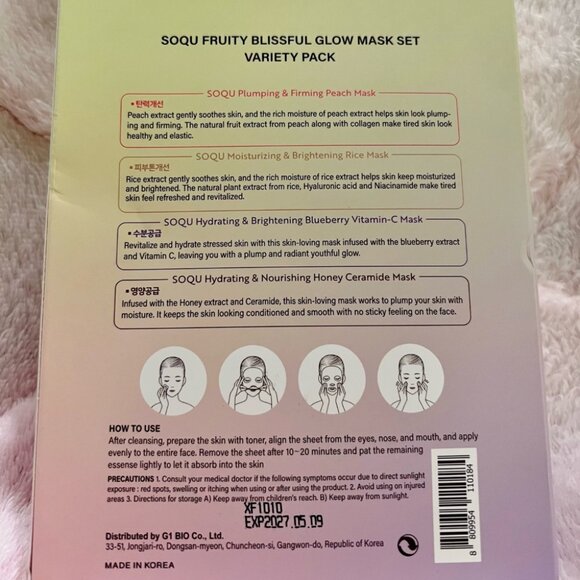 SOQU FRUITY BLISSFUL GLOW MASK SET
VARIETY PACK
SOQU Plumping & Firming Peach Mask
• 탄력개선
Peach extract gently soothes skin, and the rich moisture of peach extract helps skin look plump-
ing and firming. The natural fruit extract from peach along with collagen make tired skin look
healthy and elastic.
SOQU Moisturizing & Brightening Rice Mask
• 피부톤개선
Rice extract gently soothes skin, and the rich moisture of rice extract helps skin keep moisturized
and brightened. The natural plant extract from rice, Hyaluronic acid and Niacinamide make tired
skin feel refreshed and revitalized.
SOQU Hydrating & Brightening Blueberry Vitamin-C Mask
• 수분공급
Revitalize and hydrate stressed skin with this skin-loving mask infused with the blueberry extract
and Vitamin C, leaving you with a plump and radiant youthful glow.
SOQU Hydrating & Nourishing Honey Ceramide Mask
• 영양공급
Infused with the Honey extract and Ceramide, this skin-loving mask works to plump your skin with
moisture. It keeps the skin looking conditioned and smooth with no sticky feeling on the face.
HOW TO USE
After cleansing, prepare the skin with toner, align the sheet from the eyes, nose, and mouth, and apply
evenly to the entire face. Remove the sheet after 10~20 minutes and pat the remaining
essense lightly to let it absorb into the skin
PRECAUTIONS 1. Consult your medical doctor if the following symptoms occur due to direct sunlight
exposure : red spots, swelling or itching when using or after using the product. 2. Avoid using on injured
areas 3. Directions for storage A) Keep away from children's reach. B) Keep away from sunlight.
XF1010
EXP2027.05.09
Distributed by G1 BIO Co., Ltd.
33-51, Jongjari-ro, Dongsan-myeon, Chuncheon-si, Gangwon-do, Republic of Korea
MADE IN KOREA
8 809954 110184